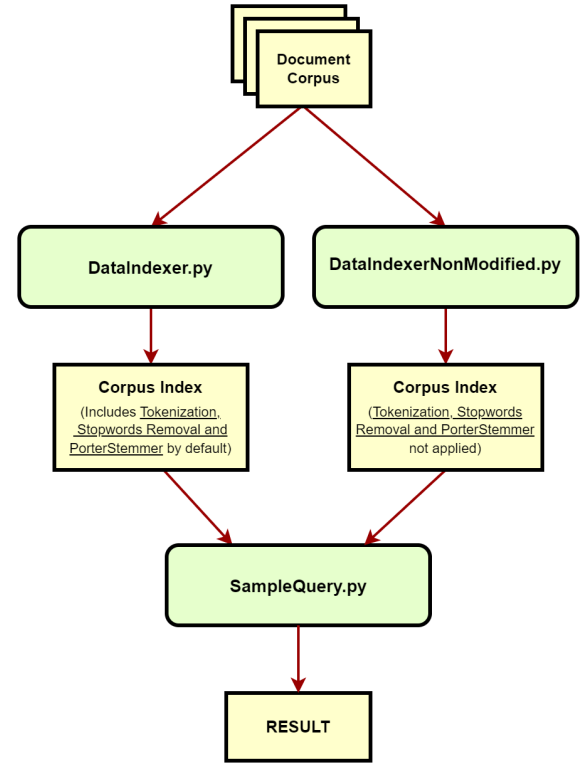 Document
Corpus
DataIndexer.py
DataIndexerNonModified.py
Corpus Index
(Includes Tokenization,
Stopwords Removal and
PorterStemmer by default)
Corpus Index
(Tokenization, Stopwords
Removal and PorterStemmer
not applied)
SampleQuery.py
RESULT